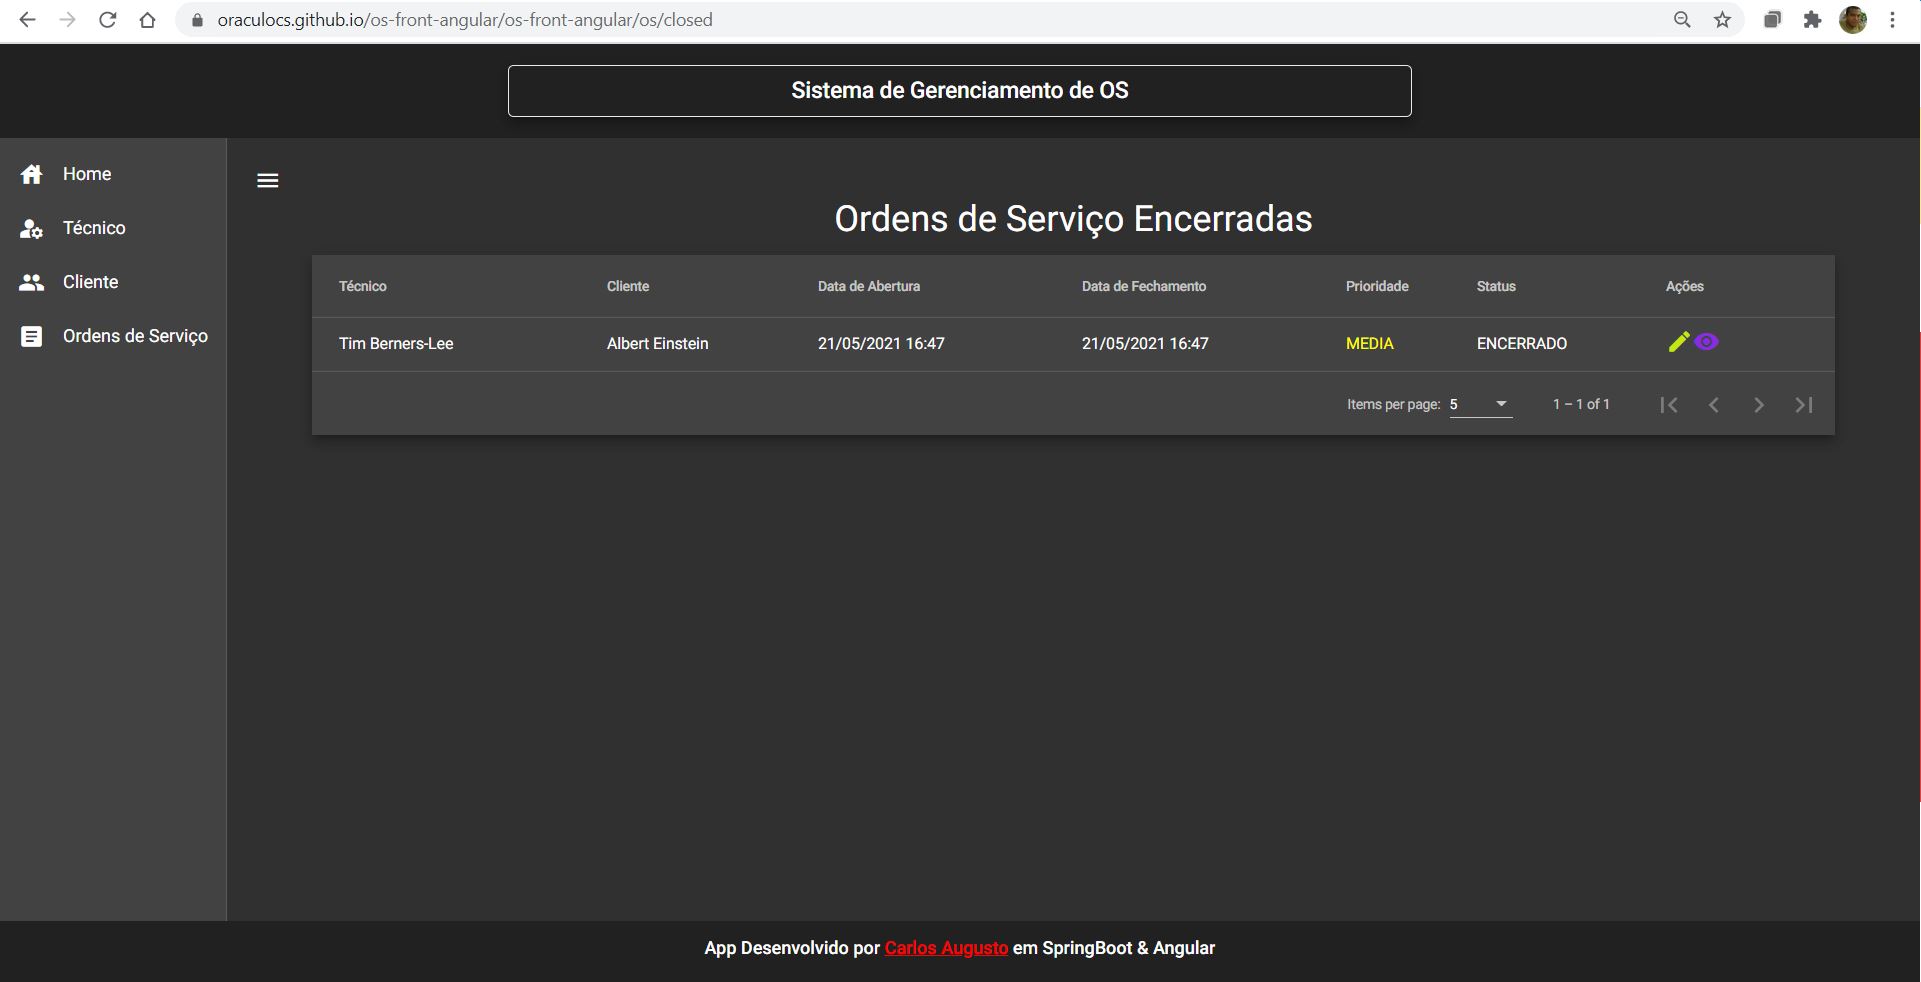 oraculocs.github.io/os-front-angular/os-front-angular/os/closed
Sistema de Gerenciamento de OS
Home
Técnico
Cliente
Ordens de Serviço
Ordens de Serviço Encerradas
Técnico Cliente Data de Abertura Data de Fechamento Prioridade Status Ações
Tim Berners-Lee Albert Einstein 21/05/2021 16:47 21/05/2021 16:47 MEDIA ENCERRADO
Items per page: 5 1 – 1 of 1
App Desenvolvido por Carlos Augusto em SpringBoot & Angular